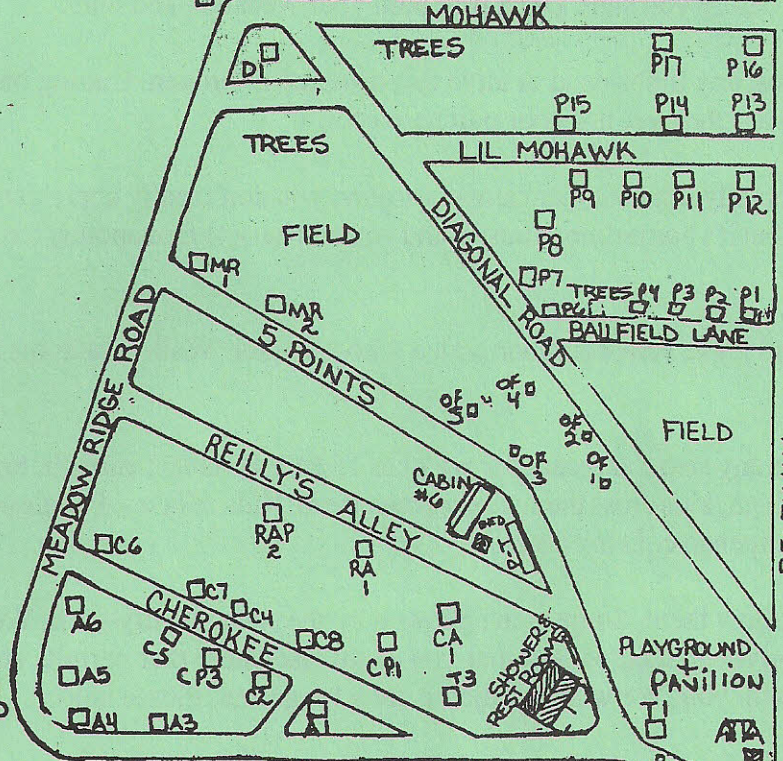 MOHAWK
TREES
P17
P16
D1
P15
P14
P13
TREES
LIL MOHAWK
P9
P10
P11
P12
DIAGONAL ROAD
FIELD
P8
MR
1
P7
TREES
P4
P3
P2
P1
P6
MR
2
BALLFIELD LANE
5 POINTS
MEADOW RIDGE ROAD
OF
5
OF
4
OF
2
FIELD
OF
3
OF
1
REILLY'S ALLEY
CABIN
#6
RAP
2
RA
1
C6
C7
C4
CHEROKEE
A6
C5
C8
CP1
CA
1
SHOWERS
REST ROOMS
PLAYGROUND
+
PAVILION
CP3
C2
T3
A5
A4
A3
A1
T1